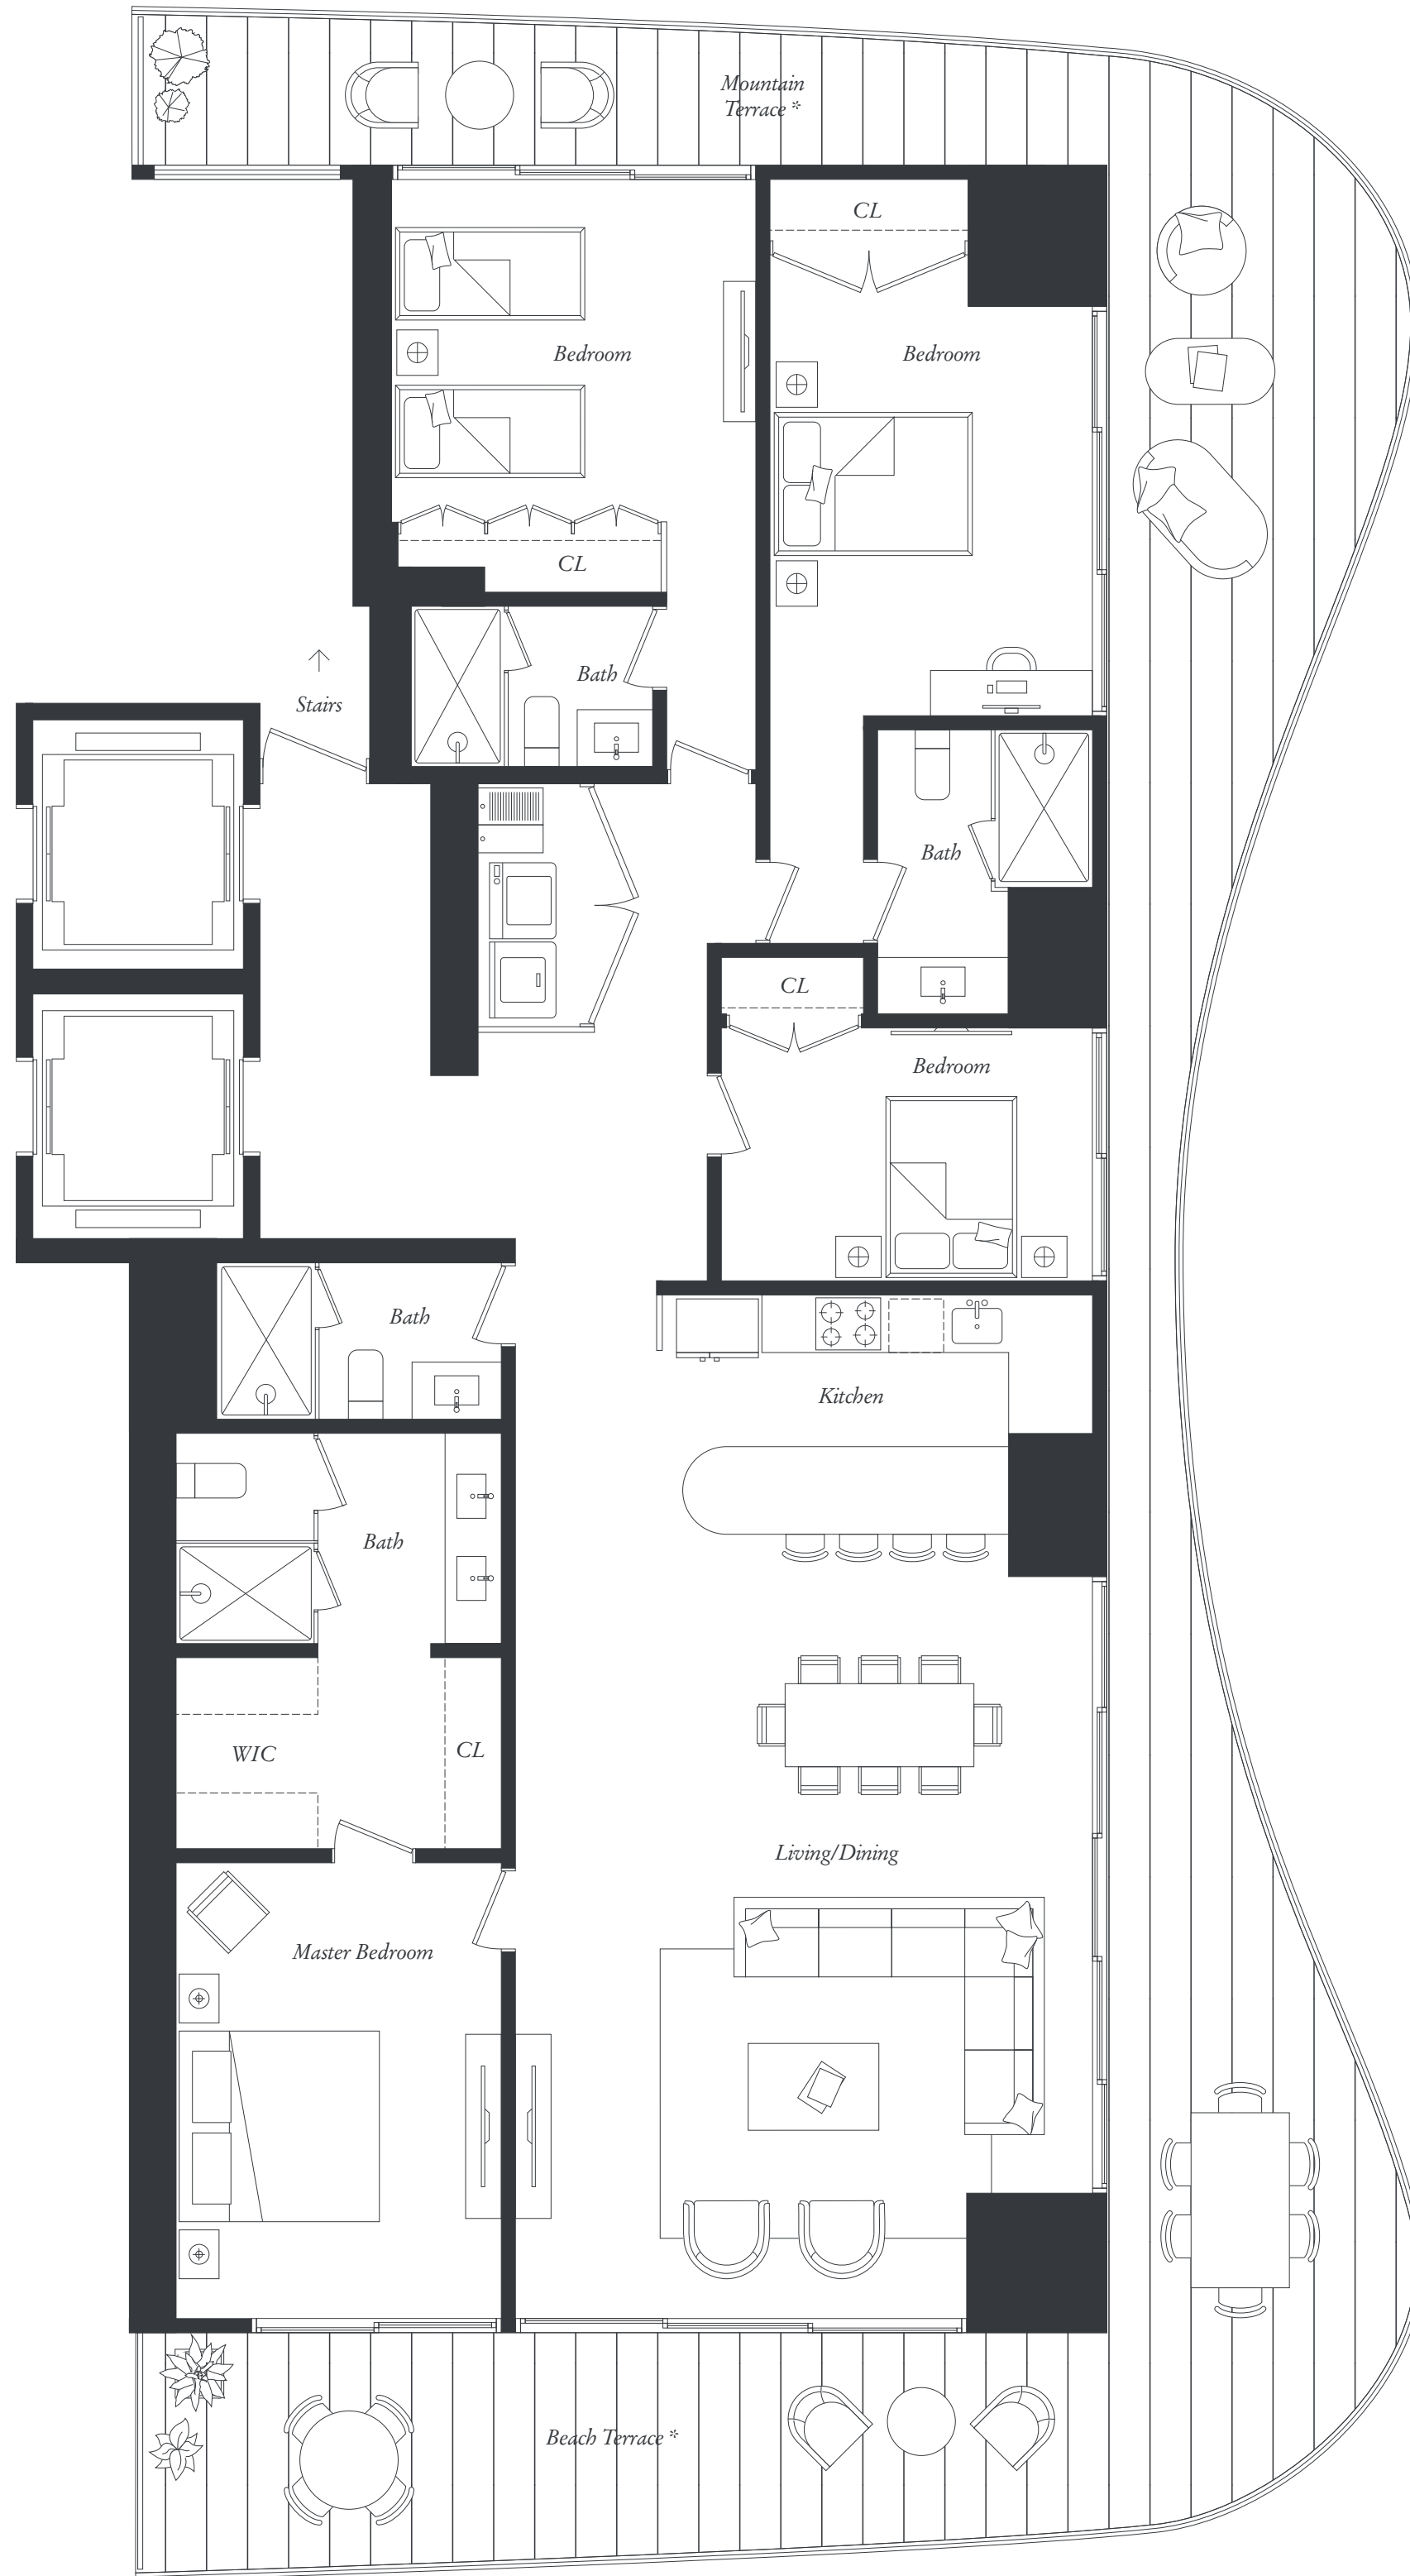 Mountain
Terrace *
CL
Bedroom
Bedroom
CL
Bath
Stairs
Bath
CL
Bedroom
Bath
Kitchen
Bath
WIC
CL
Living/Dining
Master Bedroom
Beach Terrace *